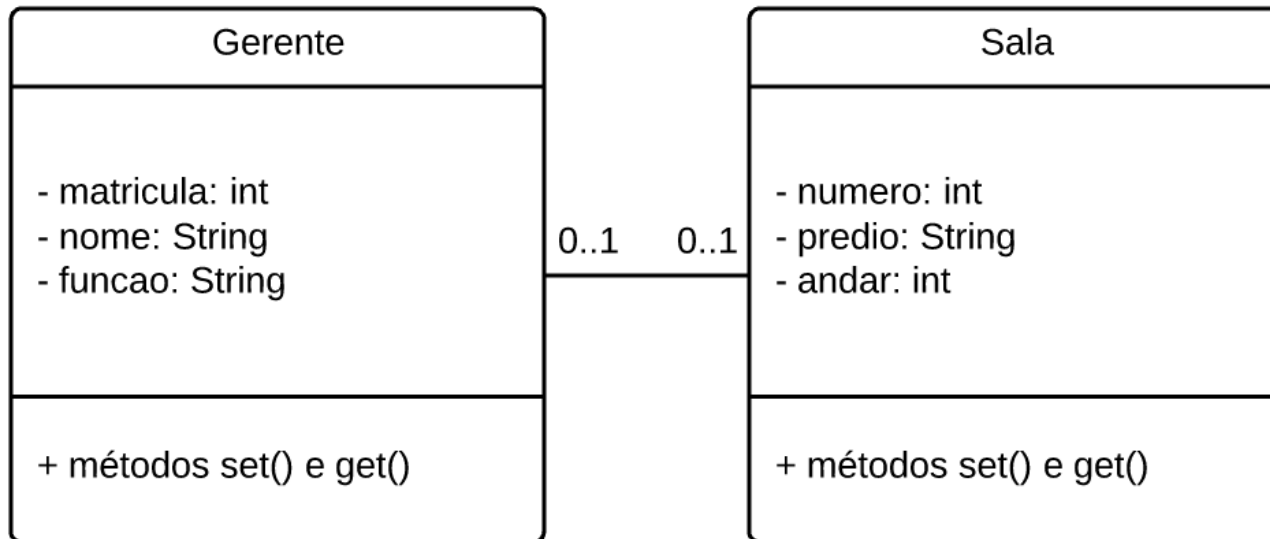 Gerente
- matricula: int
- nome: String
- funcao: String
+ métodos set() e get()
0..1
0..1
Sala
- numero: int
- predio: String
- andar: int
+ métodos set() e get()